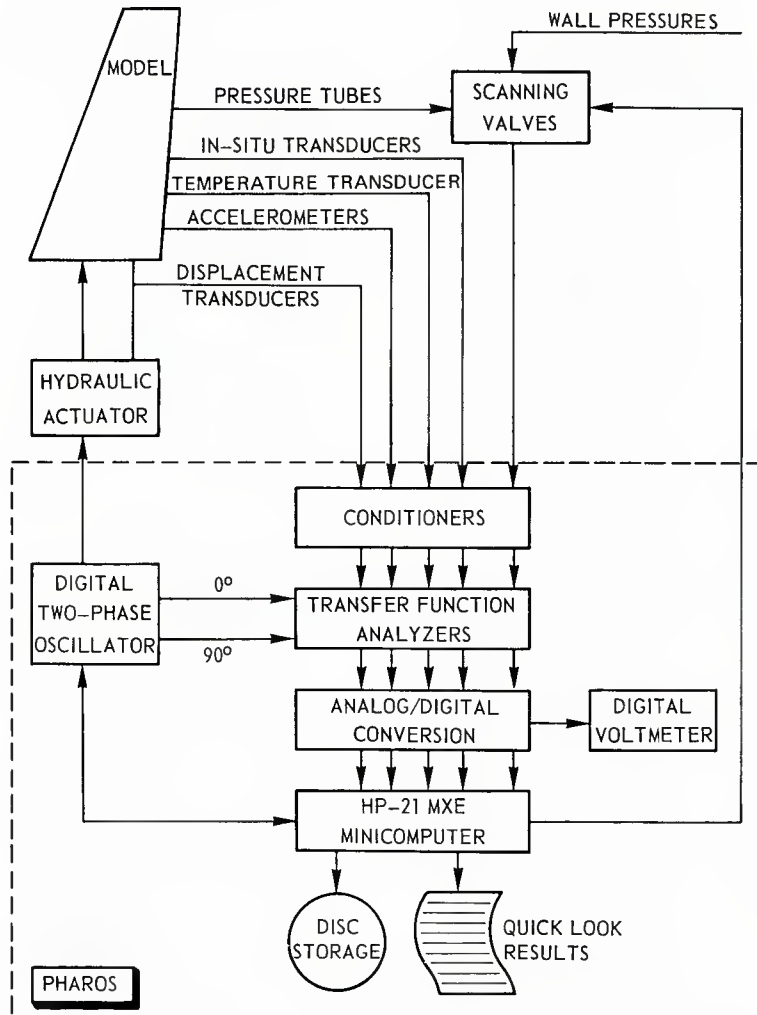 WALL PRESSURES
MODEL
PRESSURE TUBES
SCANNING
VALVES
IN-SITU TRANSDUCERS
TEMPERATURE TRANSDUCER
ACCELEROMETERS
DISPLACEMENT
TRANSDUCERS
HYDRAULIC
ACTUATOR
CONDITIONERS
DIGITAL
TWO-PHASE
OSCILLATOR
0°
90°
TRANSFER FUNCTION
ANALYZERS
ANALOG/DIGITAL
CONVERSION
DIGITAL
VOLTMETER
HP-21 MXE
MINICOMPUTER
DISC
STORAGE
QUICK LOOK
RESULTS
PHAROS